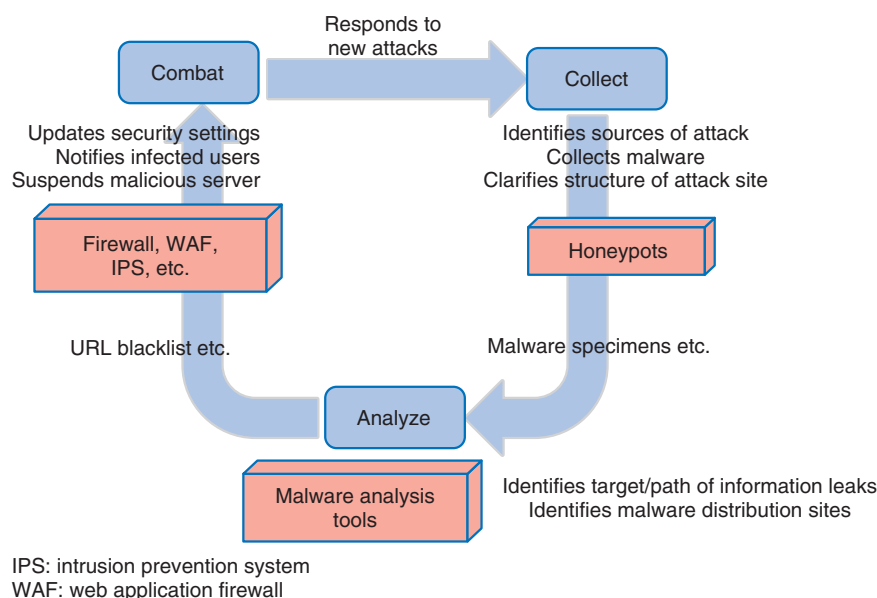 Responds to
new attacks
Combat
Collect
Updates security settings
Notifies infected users
Suspends malicious server
Identifies sources of attack
Collects malware
Clarifies structure of attack site
Firewall, WAF,
IPS, etc.
Honeypots
URL blacklist etc.
Malware specimens etc.
Analyze
Malware analysis
tools
Identifies target/path of information leaks
Identifies malware distribution sites
IPS: intrusion prevention system
WAF: web application firewall